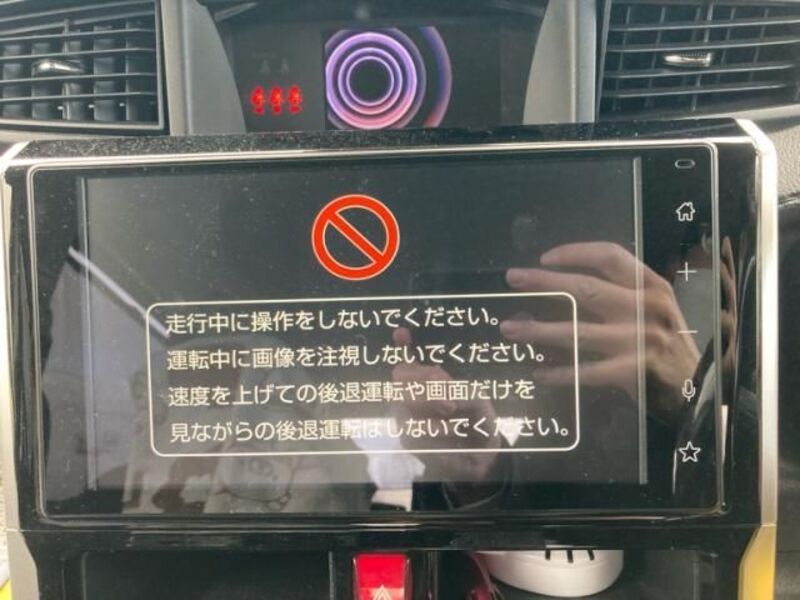 走行中に操作をしないでください。
運転中に画像を注視しないでください。
速度を上げての後退運転や画面だけを
見ながらの後退運転はしないでください。